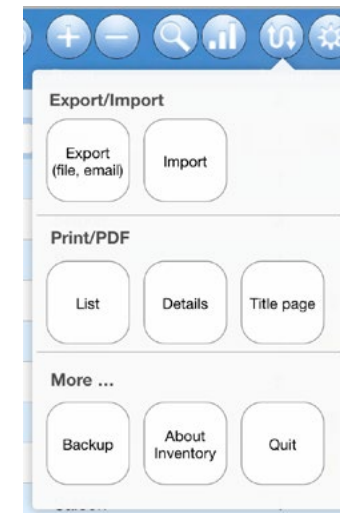 Export/Import
Export
(file, email)
Import
Print/PDF
List
Details
Title page
More ...
Backup
About
Inventory
Quit